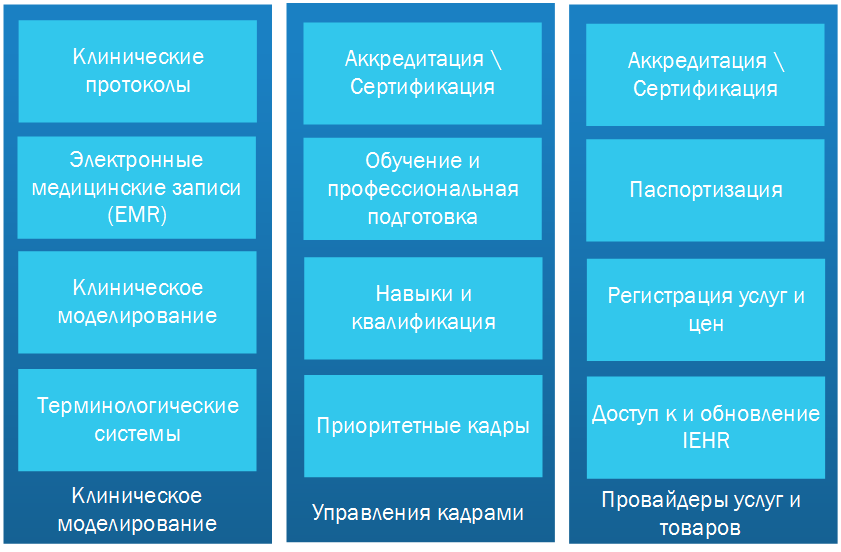 Клинические
протоколы
Электронные
медицинские записи
(EMR)
Клиническое
моделирование
Терминологические
системы
Клиническое
моделирование
Аккредитация \
Сертификация
Обучение и
профессиональная
подготовка
Навыки и
квалификация
Приоритетные кадры
Управления кадрами
Аккредитация \
Сертификация
Паспортизация
Регистрация услуг и
цен
Доступ к и обновление
IEHR
Провайдеры услуг и
товаров